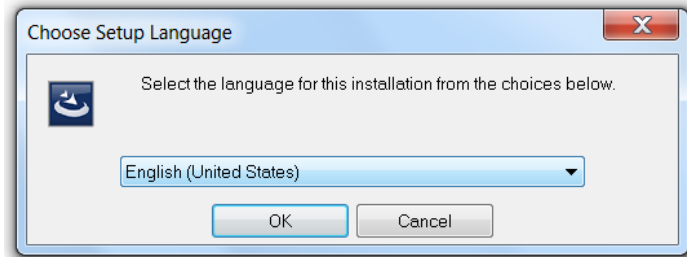 Choose Setup Language
Select the language for this installation from the choices below.
English (United States)
OK
Cancel